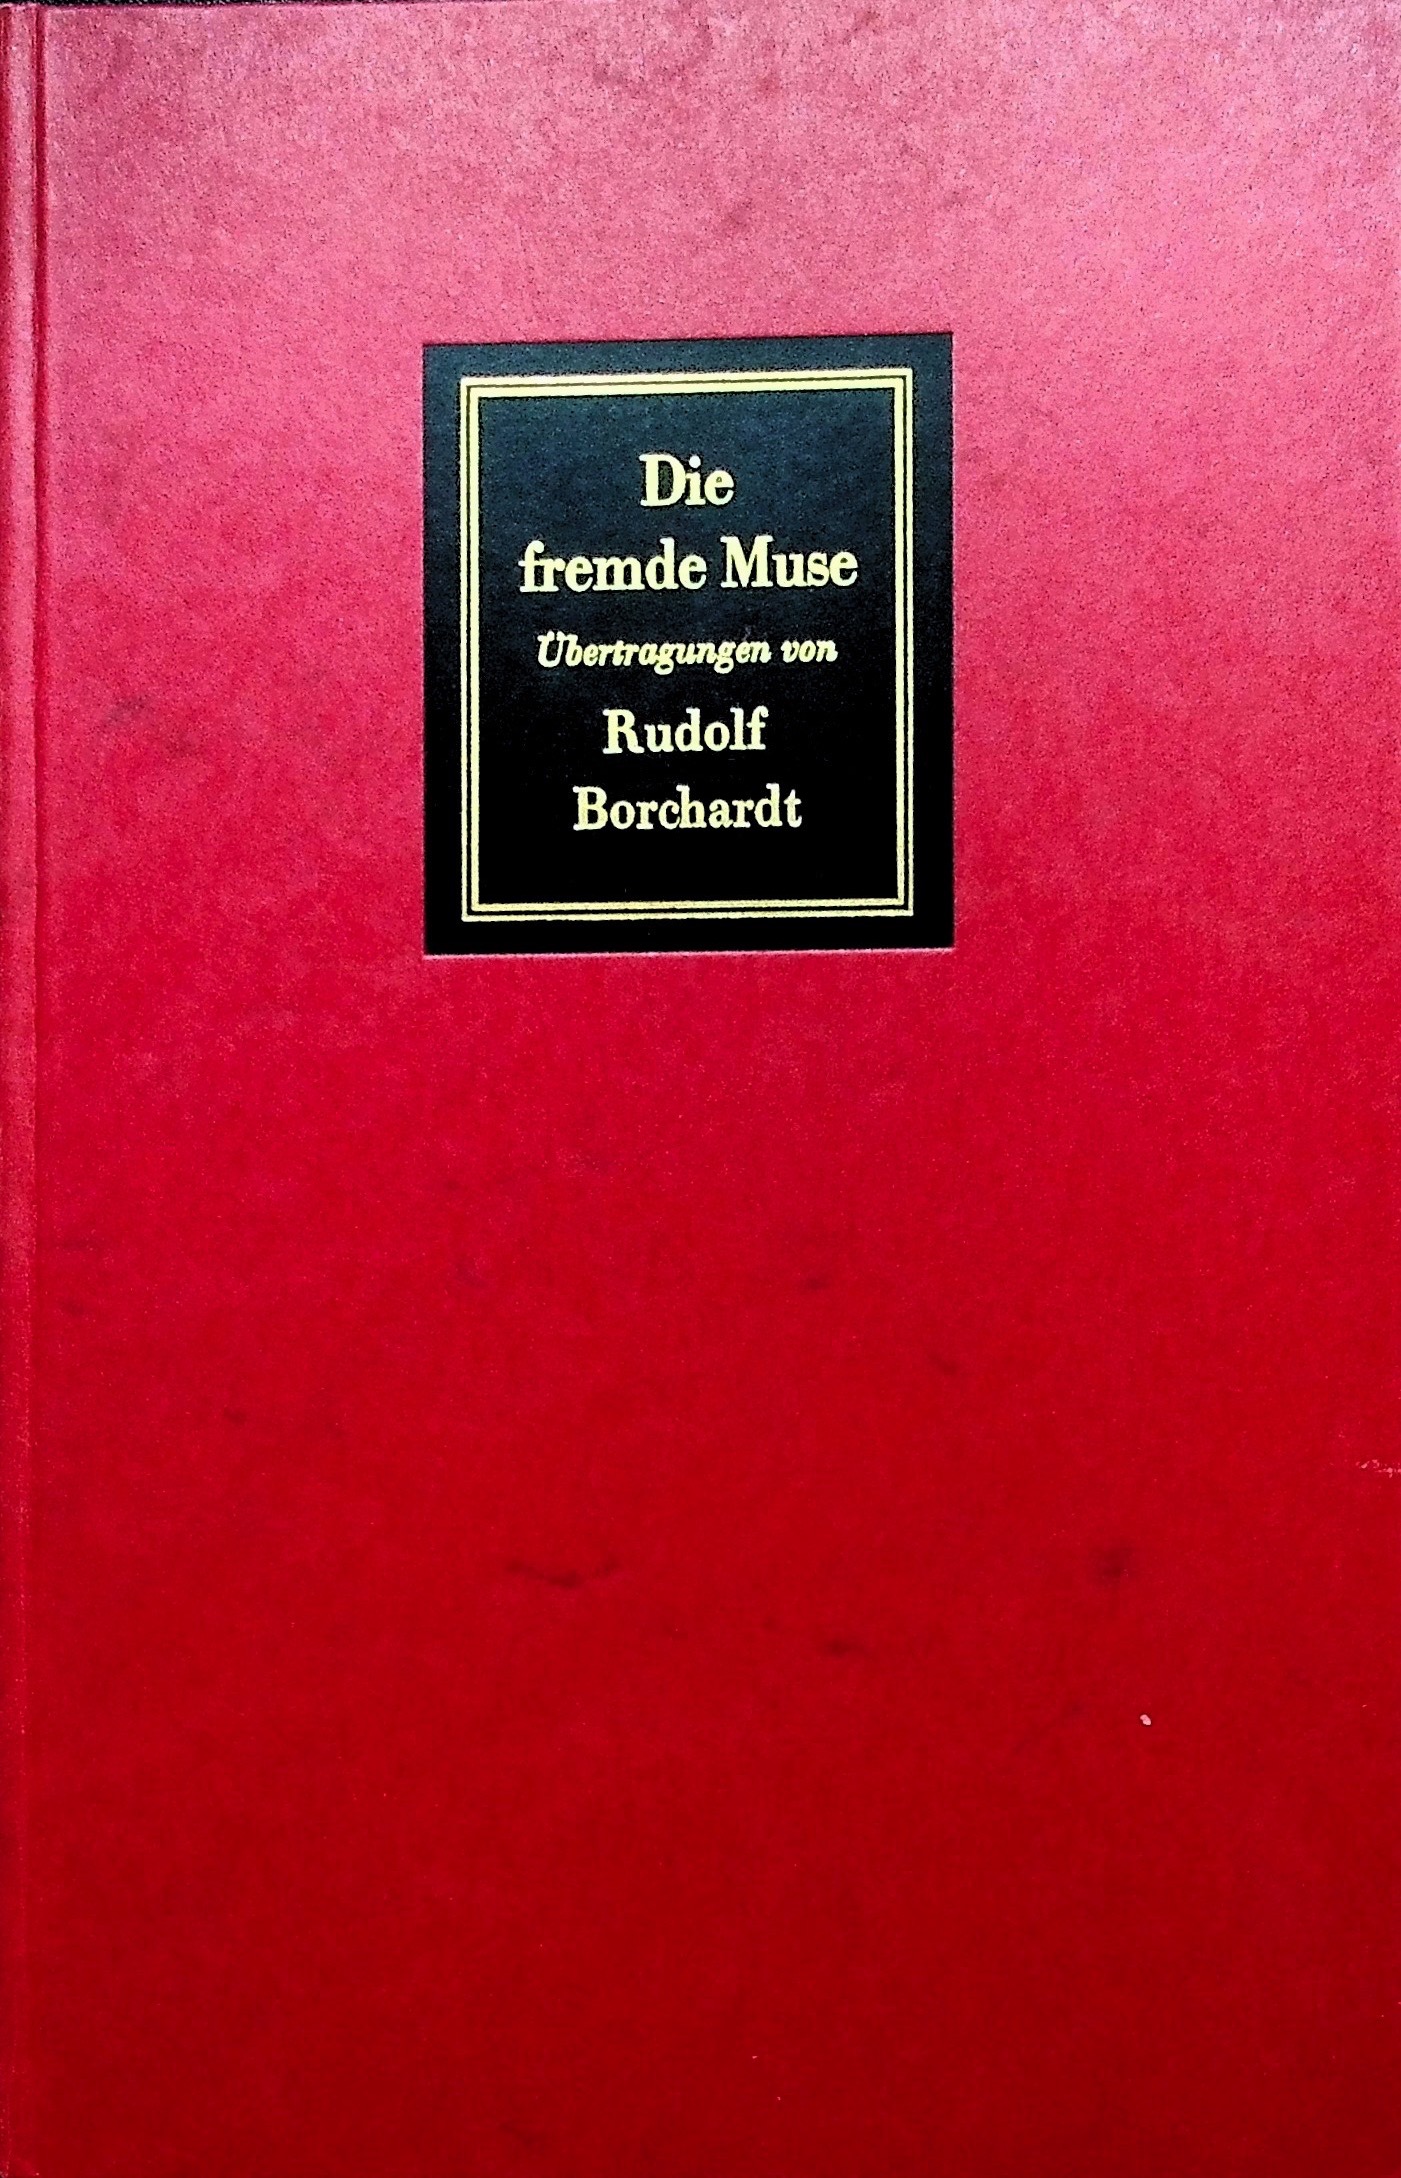 Die
fremde Muse
Übertragungen von
Rudolf
Borchardt